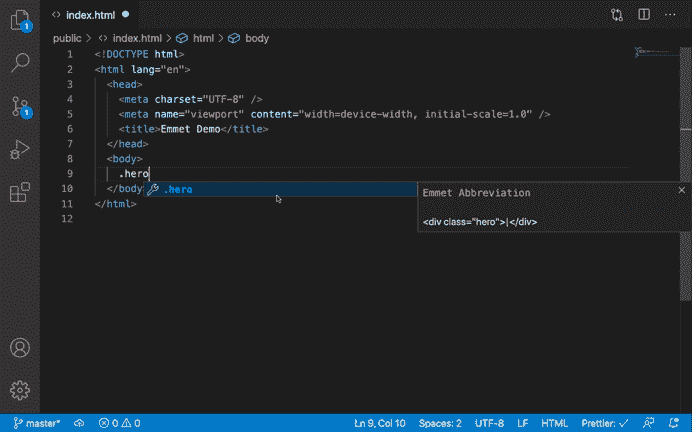 index.html
public > index.html > html > body
1 <!DOCTYPE html>
2 <html lang="en">
3 <head>
4 <meta charset="UTF-8" />
5 <meta name="viewport" content="width=device-width, initial-scale=1.0" />
6 <title>Emmet Demo</title>
7 </head>
8 <body>
9 .hero
10 </body
.hero
Emmet Abbreviation
11 </html>
<div class="hero">|</div>
12
1
1
master* 0 0 Ln 9, Col 10 Spaces: 2 UTF-8 LF HTML Prettier: ✓